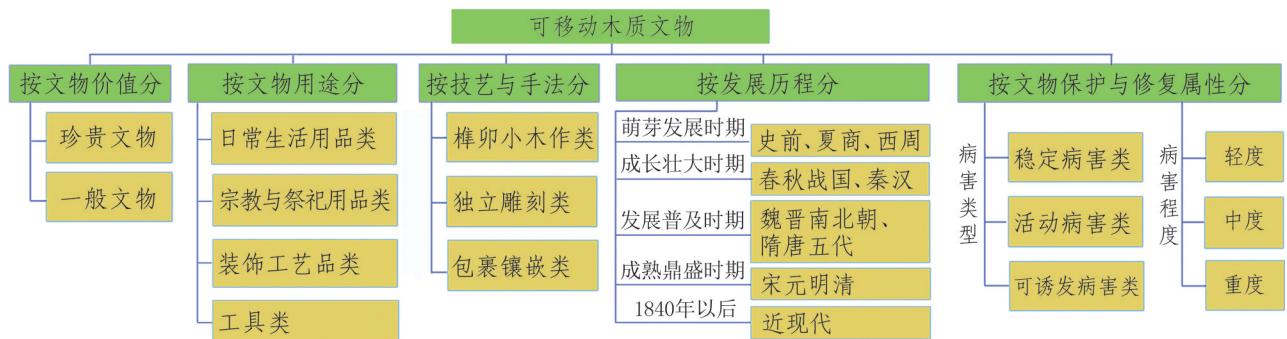 可移动木质文物
按文物价值分
珍贵文物
一般文物
按文物用途分
日常生活用品类
宗教与祭祀用品类
装饰工艺品类
工具类
按技艺与手法分
榫卯小木作类
独立雕刻类
包裹镶嵌类
按发展历程分
萌芽发展时期
史前、夏商、西周
成长壮大时期
春秋战国、秦汉
发展普及时期
魏晋南北朝、
隋唐五代
成熟鼎盛时期
宋元明清
1840年以后
近现代
按文物保护与修复属性分
病害类型
稳定病害类
活动病害类
可诱发病害类
病害程度
轻度
中度
重度